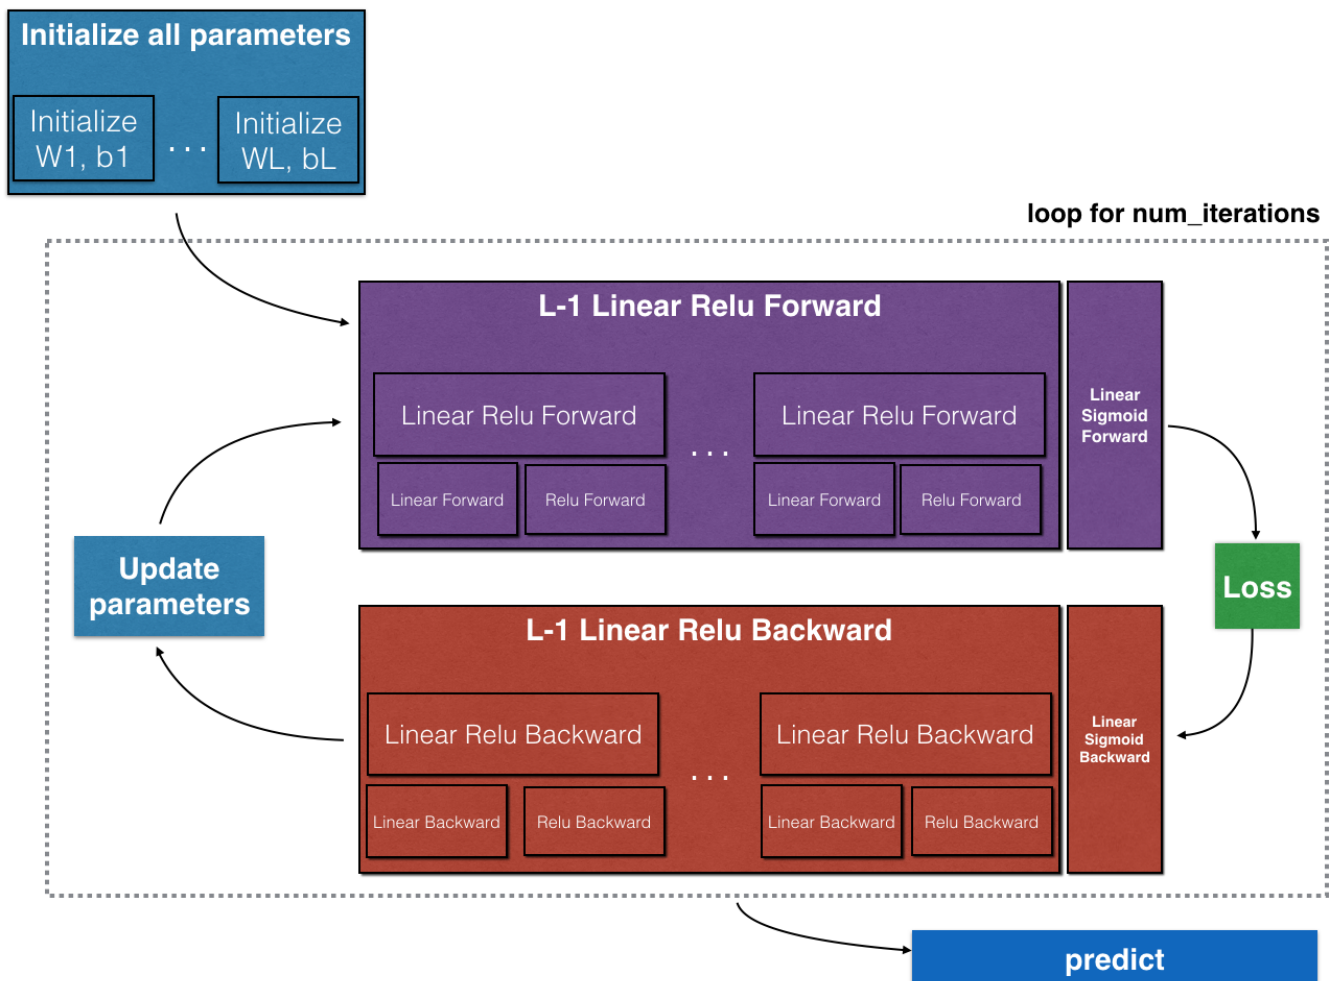 Initialize all parameters
Initialize
W1, b1
. . .
Initialize
WL, bL
loop for num_iterations
L-1 Linear Relu Forward
Linear Relu Forward
. . .
Linear Relu Forward
Linear Forward
Relu Forward
Linear Forward
Relu Forward
Linear
Sigmoid
Forward
Update
parameters
Loss
L-1 Linear Relu Backward
Linear Relu Backward
. . .
Linear Relu Backward
Linear Backward
Relu Backward
Linear Backward
Relu Backward
Linear
Sigmoid
Backward
predict